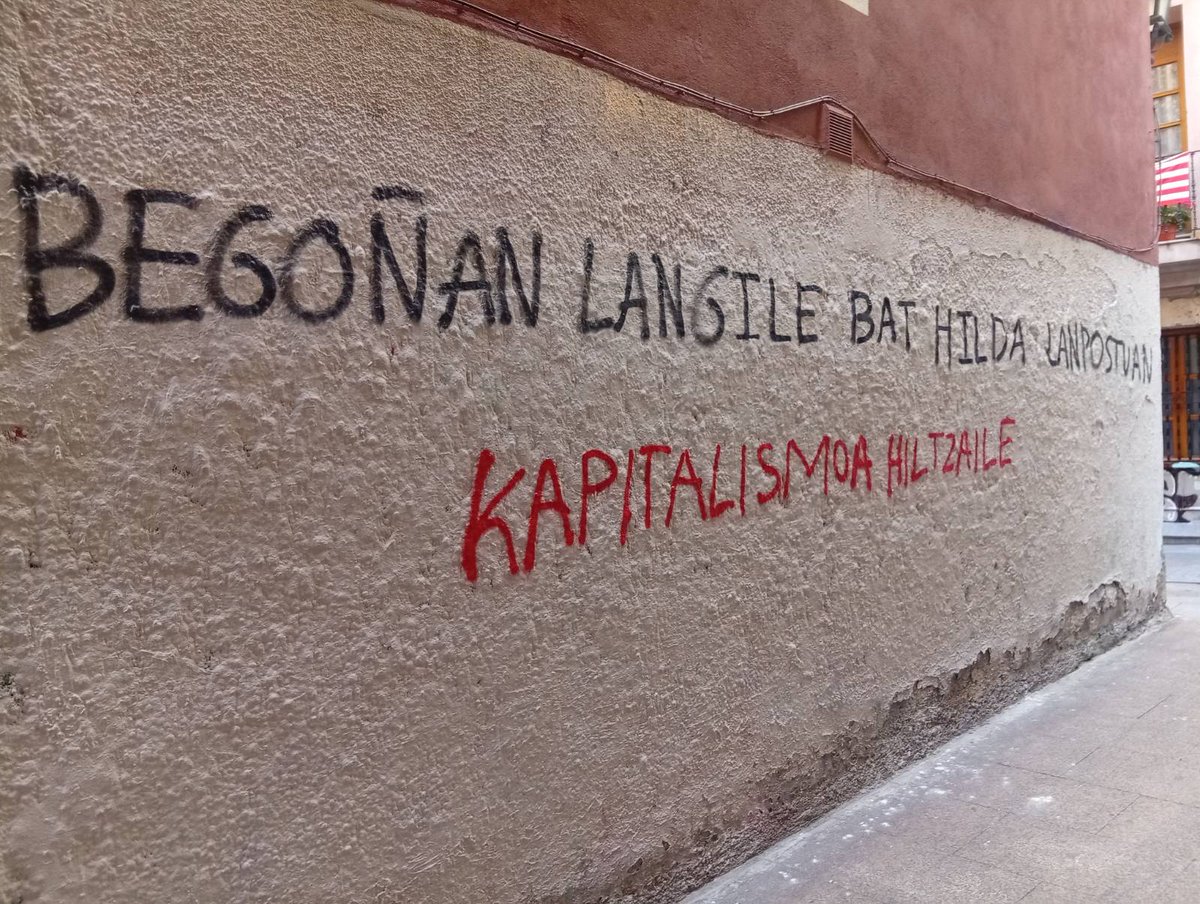 BEGOÑAN LANGILE BAT HILDA LANPOSTUAN
KAPITALISMOA HILTZAILE